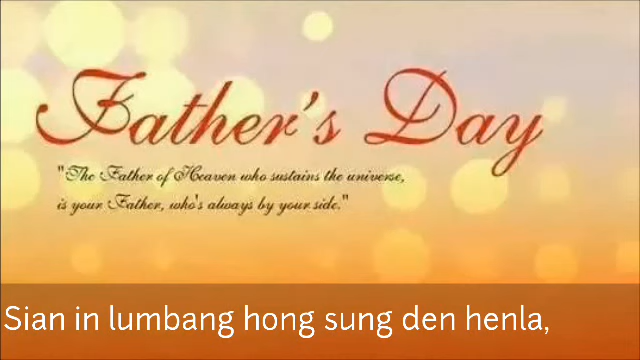 Father's Day
"The Father of Heaven who sustains the universe,
is your Father, who's always by your side."
Sian in lumbang hong sung den henla,